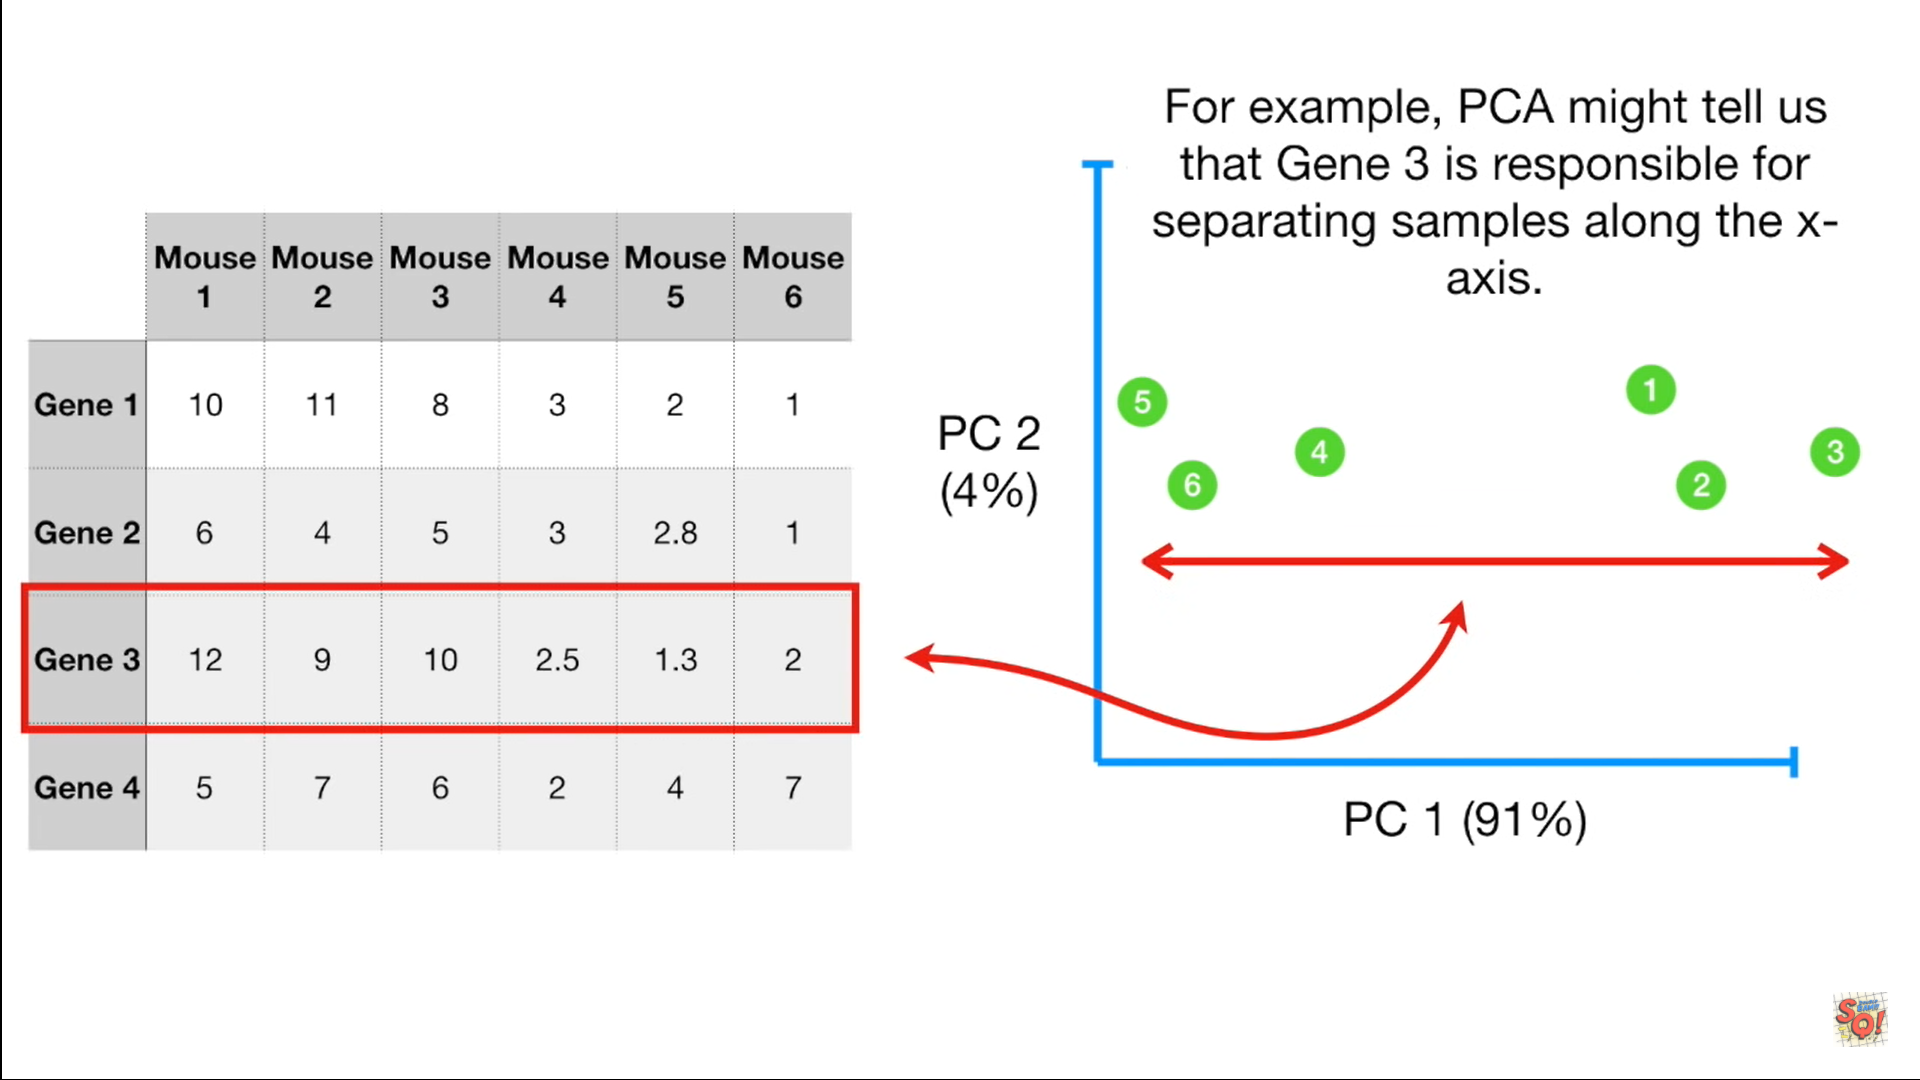 For example, PCA might tell us
that Gene 3 is responsible for
separating samples along the x-
axis.
Mouse 1 Mouse 2 Mouse 3 Mouse 4 Mouse 5 Mouse 6
Gene 1 10 11 8 3 2 1
Gene 2 6 4 5 3 2.8 1
Gene 3 12 9 10 2.5 1.3 2
Gene 4 5 7 6 2 4 7
PC 2
(4%)
5
6
4
1
2
3
PC 1 (91%)
SQ!